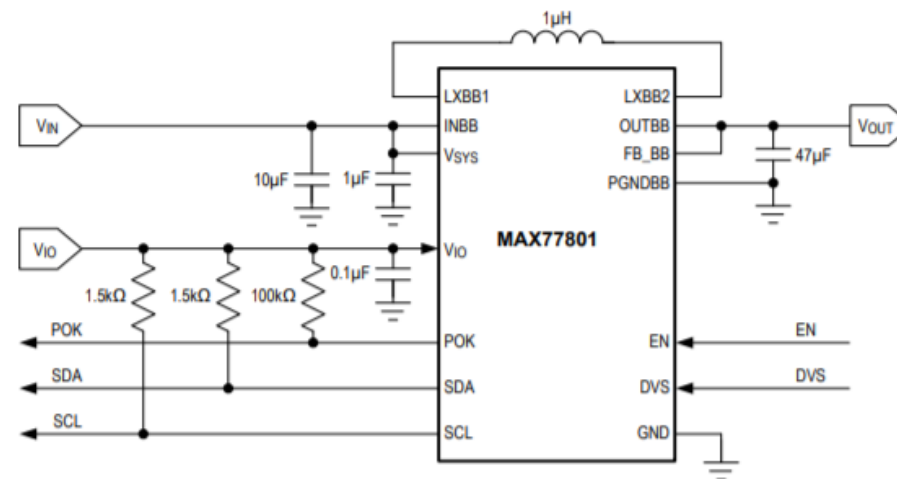 1µH
LXBB1 LXBB2
VIN INBB OUTBB VOUT
VSYS FB_BB
10µF 1µF 47µF
PGNDBB
MAX77801
VIO VIO
1.5kΩ 1.5kΩ 100kΩ 0.1µF
POK POK EN EN
SDA SDA DVS DVS
SCL SCL GND